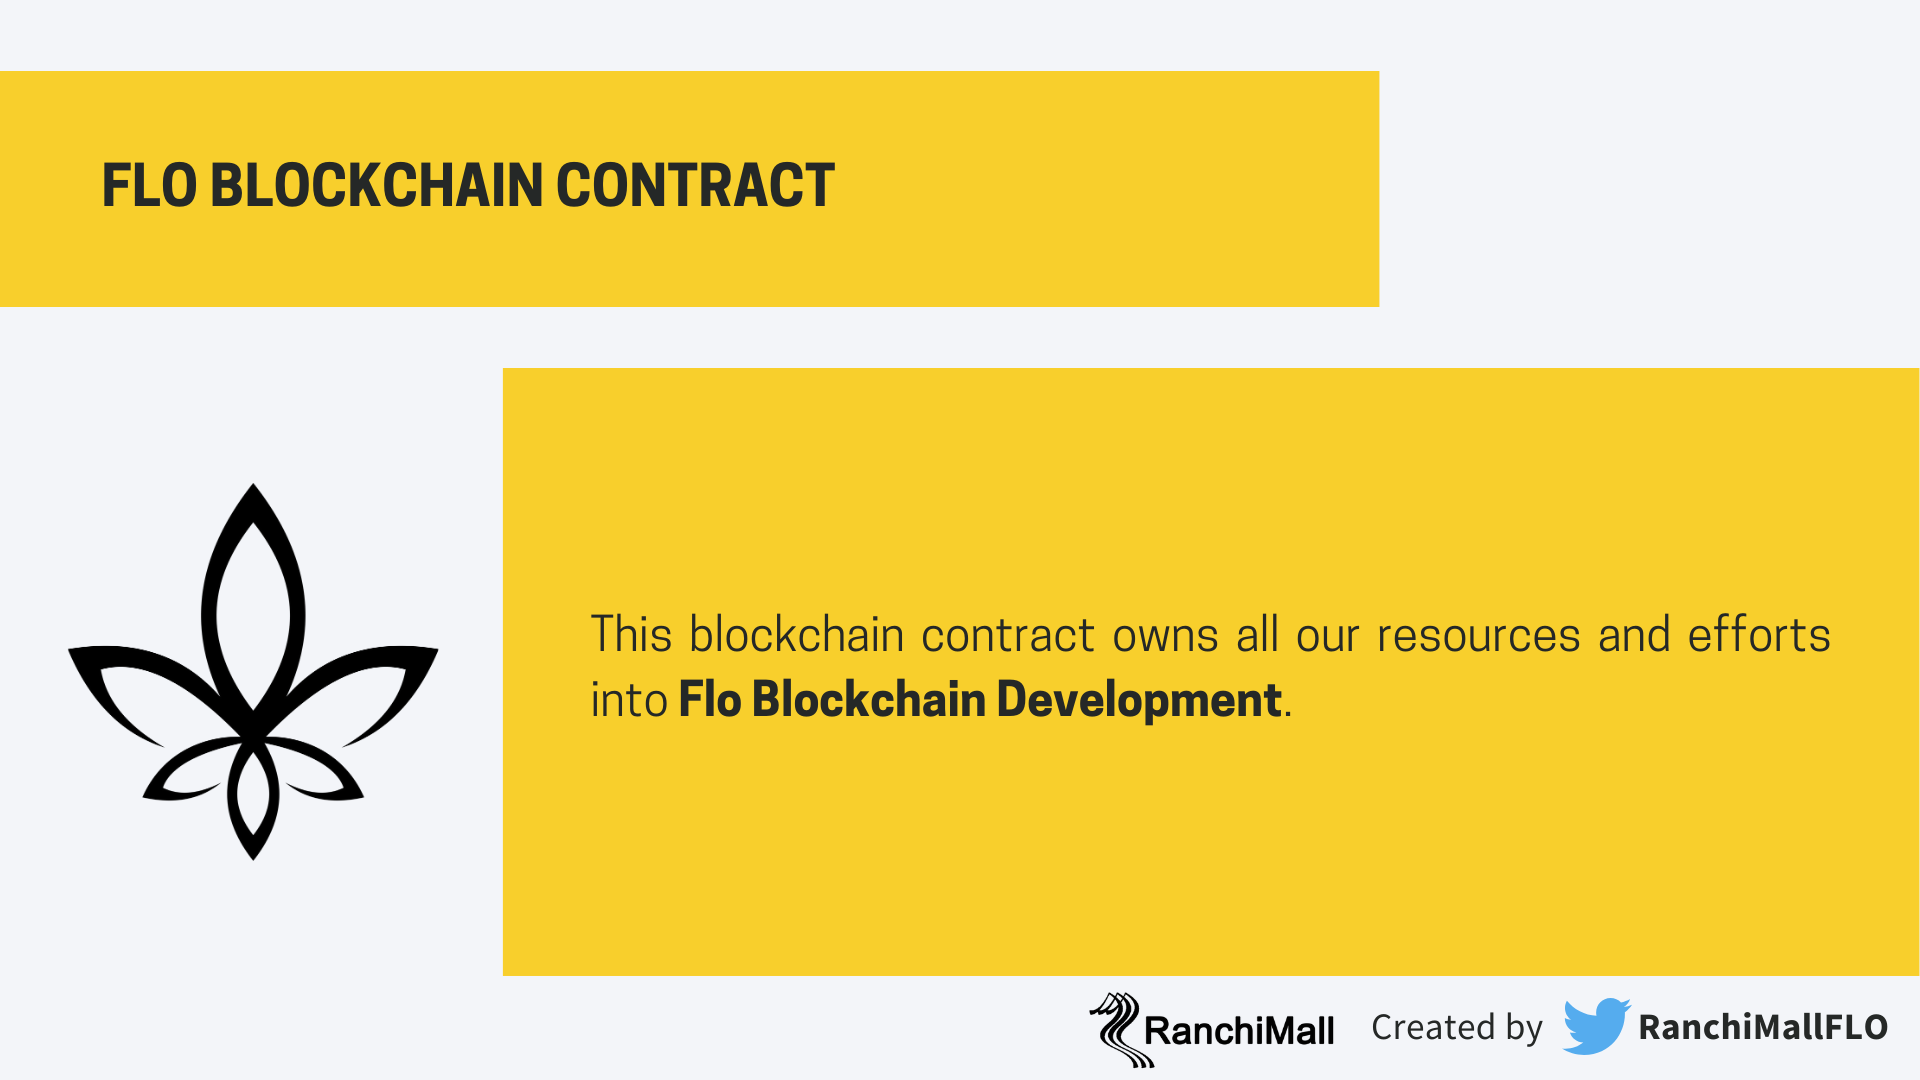 FLO BLOCKCHAIN CONTRACT
This blockchain contract owns all our resources and efforts
into Flo Blockchain Development.
RanchiMall Created by RanchiMallFLO